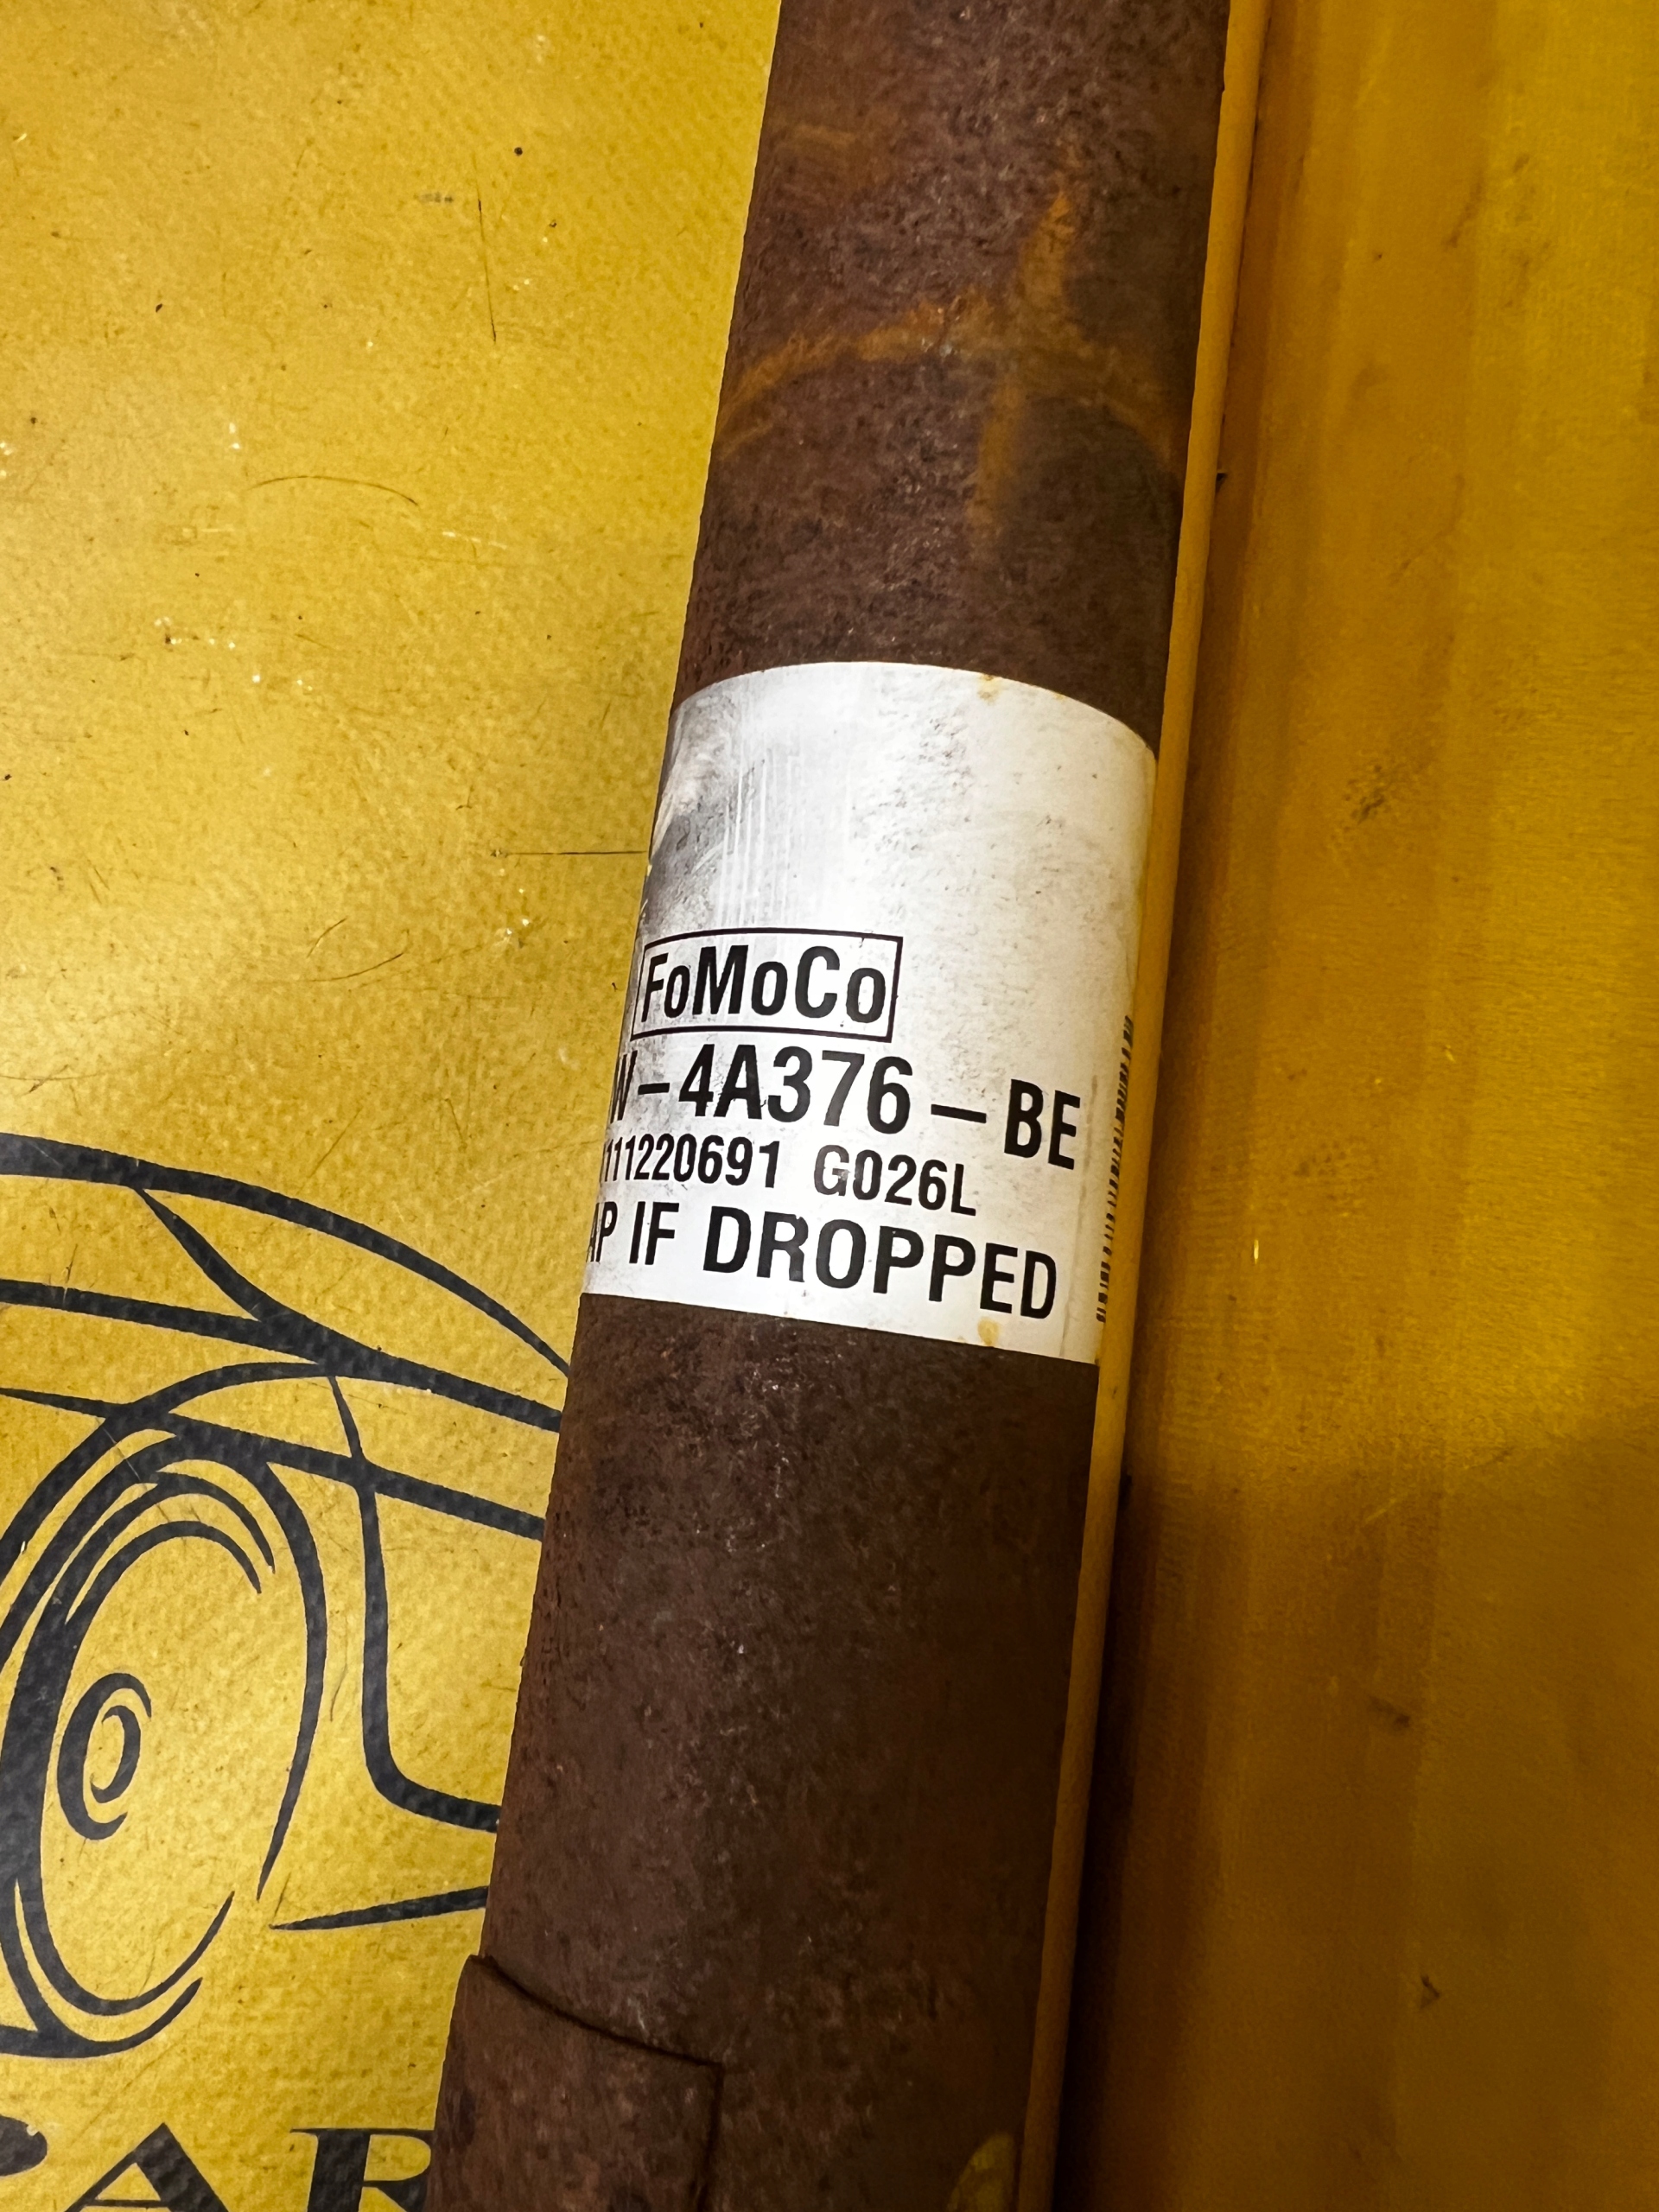 FoMoCo
W-4A376-BE
111220691 G026L
AP IF DROPPED